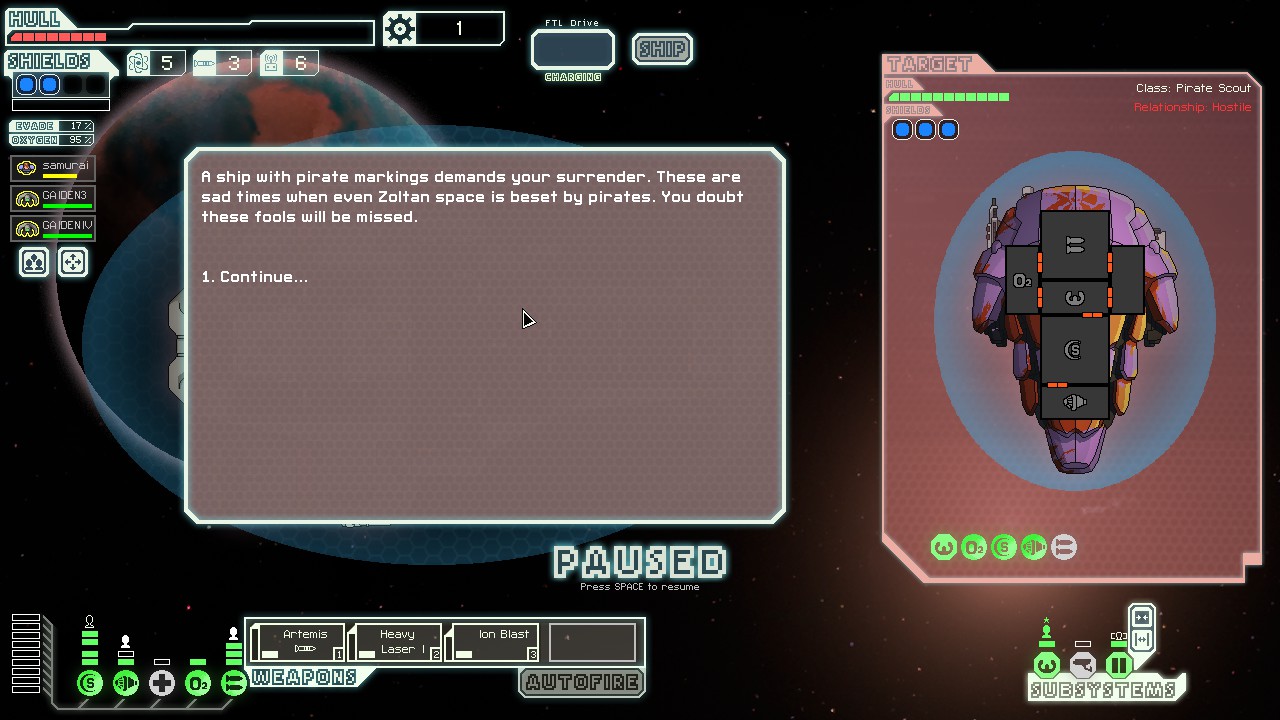 HULL
1
FTL Drive
CHARGING
SHIP
SHIELDS
5
3
6
EVADE 17%
OXYGEN 95%
samurai
GAIDEN3
GAIDENIV
A ship with pirate markings demands your surrender. These are
sad times when even Zoltan space is beset by pirates. You doubt
these fools will be missed.
1. Continue...
TARGET
HULL
Class: Pirate Scout
SHIELDS
Relationship: Hostile
O2
S
PAUSED
Press SPACE to resume
Artemis
1
Heavy
Laser I
2
Ion Blast
3
WEAPONS
AUTOFIRE
O2
S
S
O2
SUBSYSTEMS